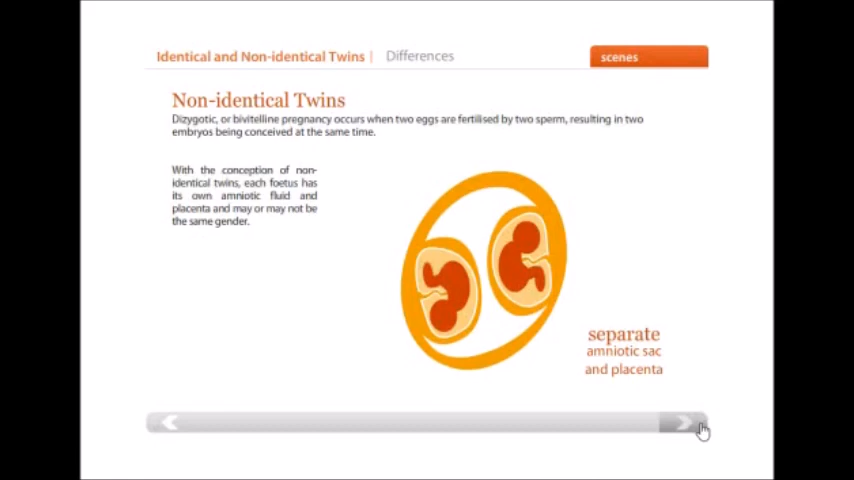 Identical and Non-identical Twins | Differences
scenes
Non-identical Twins
Dizygotic, or bivitelline pregnancy occurs when two eggs are fertilised by two sperm, resulting in two
embryos being conceived at the same time.
With the conception of non-
identical twins, each foetus has
its own amniotic fluid and
placenta and may or may not be
the same gender.
separate
amniotic sac
and placenta